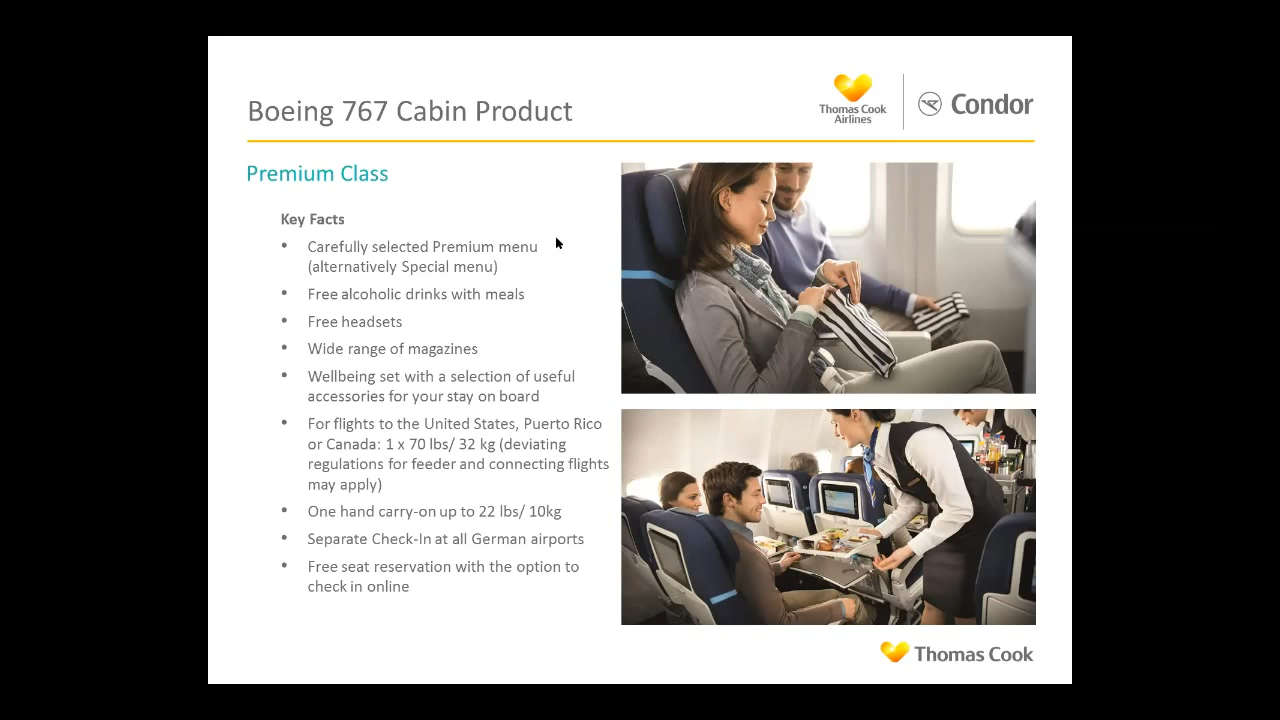 Boeing 767 Cabin Product
Thomas Cook
Airlines
Condor
Premium Class
Key Facts
• Carefully selected Premium menu
(alternatively Special menu)
• Free alcoholic drinks with meals
• Free headsets
• Wide range of magazines
• Wellbeing set with a selection of useful
accessories for your stay on board
• For flights to the United States, Puerto Rico
or Canada: 1 x 70 lbs/ 32 kg (deviating
regulations for feeder and connecting flights
may apply)
• One hand carry-on up to 22 lbs/ 10kg
• Separate Check-In at all German airports
• Free seat reservation with the option to
check in online
Thomas Cook